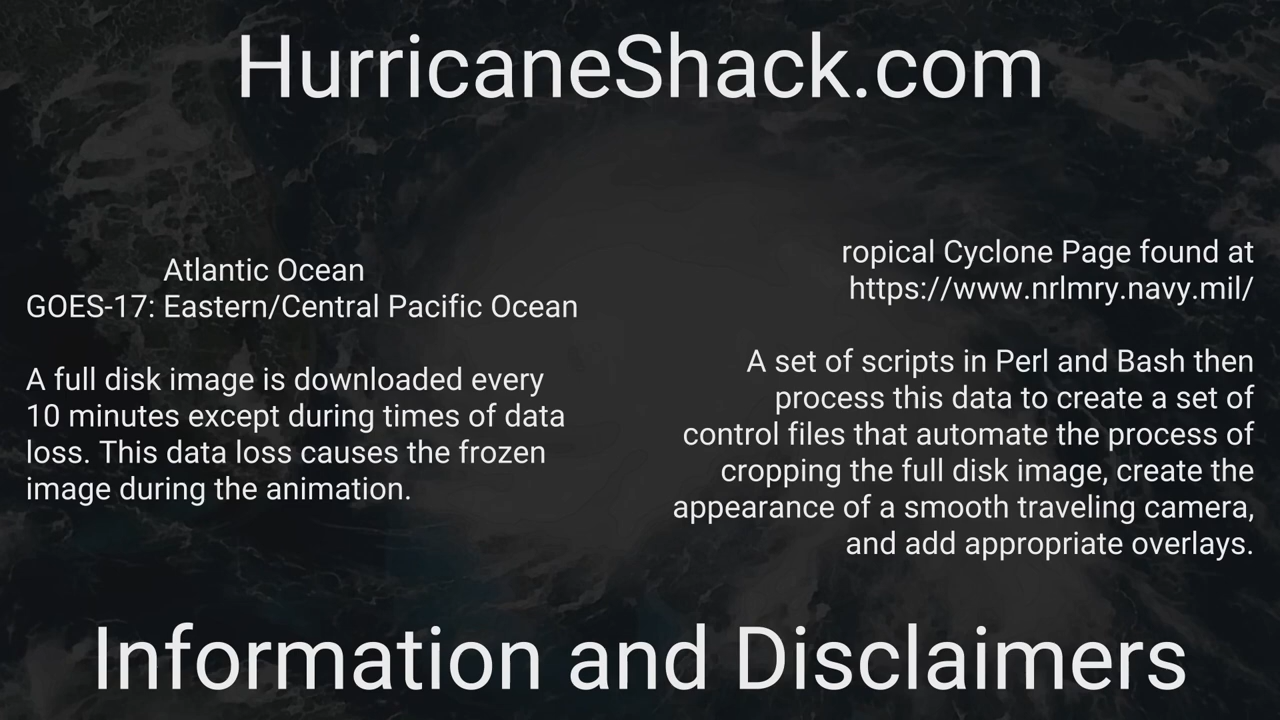 HurricaneShack.com
Atlantic Ocean
GOES-17: Eastern/Central Pacific Ocean
A full disk image is downloaded every
10 minutes except during times of data
loss. This data loss causes the frozen
image during the animation.
ropical Cyclone Page found at
https://www.nrlmry.navy.mil/
A set of scripts in Perl and Bash then
process this data to create a set of
control files that automate the process of
cropping the full disk image, create the
appearance of a smooth traveling camera,
and add appropriate overlays.
Information and Disclaimers